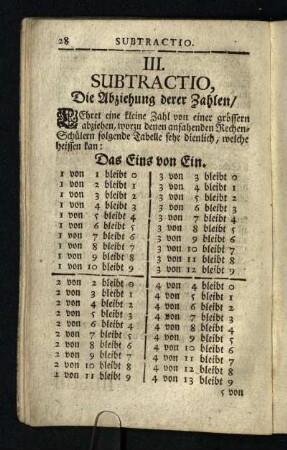 28 SUBTRACTIO.
III.
SUBTRACTIO,
Die Abziehung derer Zahlen/
LEhret eine kleine Zahl von einer grössern
abziehen, worzu denen anfahenden Rechen-
Schülern folgende Tabelle sehr dienlich, welche
heissen kan:
Das Eins von Ein.
1 von 1 bleibt 0
1 von 2 bleibt 1
1 von 3 bleibt 2
1 von 4 bleibt 3
1 von 5 bleibt 4
1 von 6 bleibt 5
1 von 7 bleibt 6
1 von 8 bleibt 7
1 von 9 bleibt 8
1 von 10 bleibt 9
3 von 3 bleibt 0
3 von 4 bleibt 1
3 von 5 bleibt 2
3 von 6 bleibt 3
3 von 7 bleibt 4
3 von 8 bleibt 5
3 von 9 bleibt 6
3 von 10 bleibt 7
3 von 11 bleibt 8
3 von 12 bleibt 9
2 von 2 bleibt 0
2 von 3 bleibt 1
2 von 4 bleibt 2
2 von 5 bleibt 3
2 von 6 bleibt 4
2 von 7 bleibt 5
2 von 8 bleibt 6
2 von 9 bleibt 7
2 von 10 bleibt 8
2 von 11 bleibt 9
4 von 4 bleibt 0
4 von 5 bleibt 1
4 von 6 bleibt 2
4 von 7 bleibt 3
4 von 8 bleibt 4
4 von 9 bleibt 5
4 von 10 bleibt 6
4 von 11 bleibt 7
4 von 12 bleibt 8
4 von 13 bleibt 9
5 von